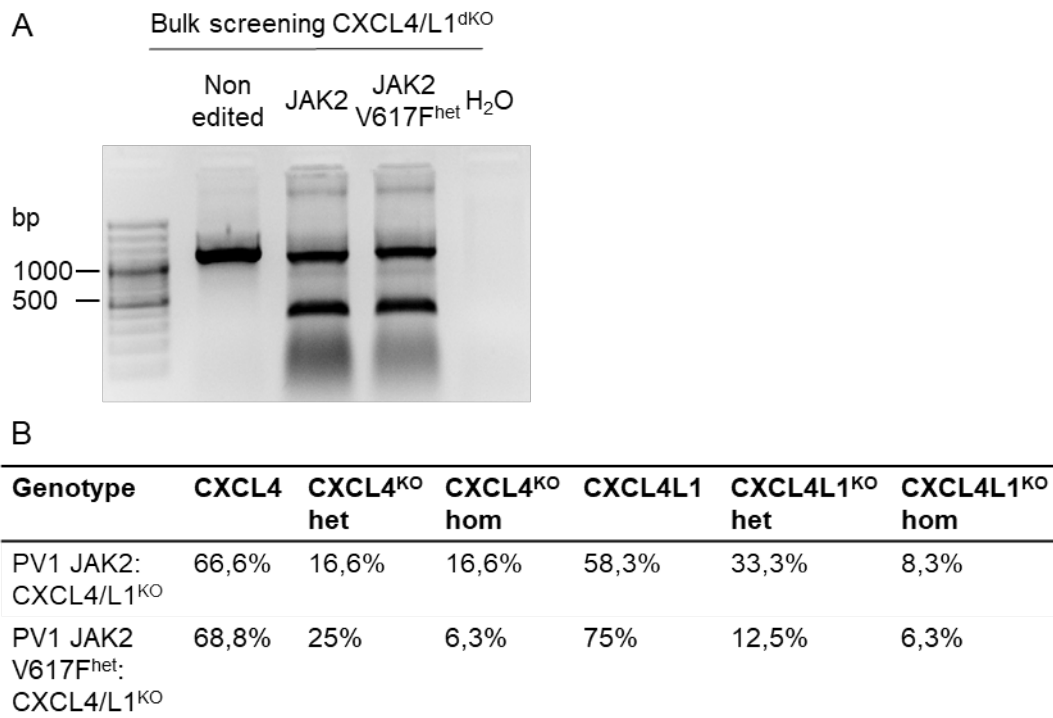 A
Bulk screening CXCL4/L1ᵈᴷᴼ
Non edited JAK2 JAK2 V617Fʰᵉᵗ H₂O
bp
1000
500
B
Genotype CXCL4 CXCL4ᴷᴼ het CXCL4ᴷᴼ hom CXCL4L1 CXCL4L1ᴷᴼ het CXCL4L1ᴷᴼ hom
PV1 JAK2: CXCL4/L1ᴷᴼ 66,6% 16,6% 16,6% 58,3% 33,3% 8,3%
PV1 JAK2 V617Fʰᵉᵗ: CXCL4/L1ᴷᴼ 68,8% 25% 6,3% 75% 12,5% 6,3%